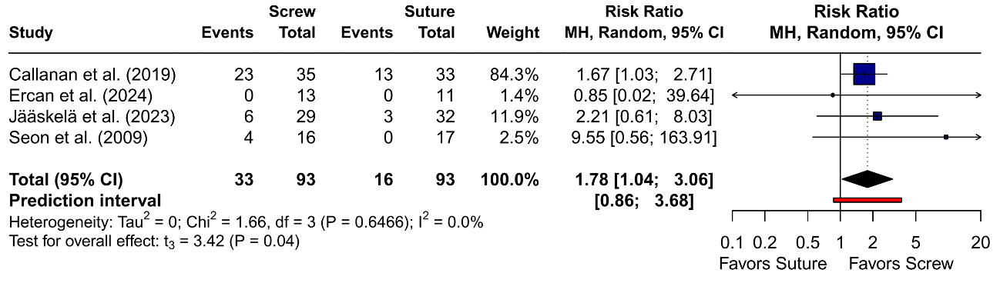 Screw Suture Risk Ratio Risk Ratio
Study Events Total Events Total Weight MH, Random, 95% CI MH, Random, 95% CI
Callanan et al. (2019) 23 35 13 33 84.3% 1.67 [1.03; 2.71]
Ercan et al. (2024) 0 13 0 11 1.4% 0.85 [0.02; 39.64]
Jääskelä et al. (2023) 6 29 3 32 11.9% 2.21 [0.61; 8.03]
Seon et al. (2009) 4 16 0 17 2.5% 9.55 [0.56; 163.91]
Total (95% CI) 33 93 16 93 100.0% 1.78 [1.04; 3.06]
Prediction interval [0.86; 3.68]
Heterogeneity: Tau² = 0; Chi² = 1.66, df = 3 (P = 0.6466); I² = 0.0%
Test for overall effect: t₃ = 3.42 (P = 0.04)
0.1 0.2 0.5 1 2 5 20
Favors Suture Favors Screw